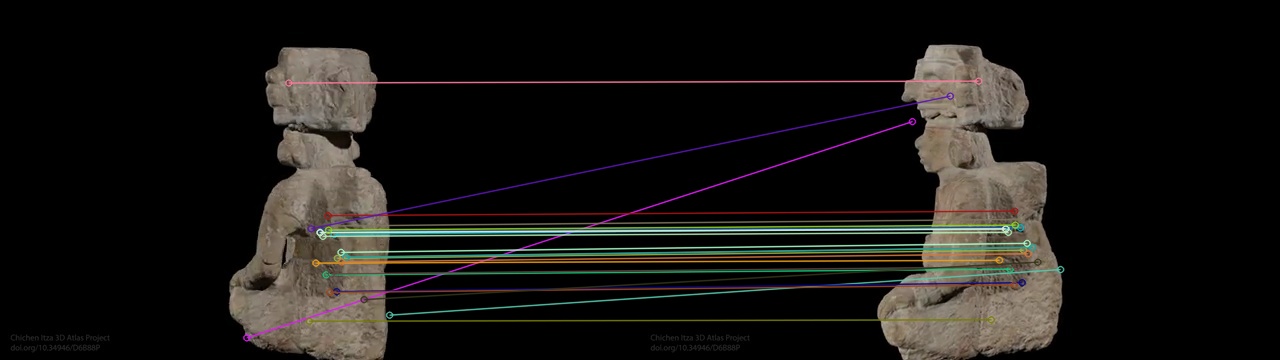 Chichen Itza 3D Atlas Project
doi.org/10.34946/D6B88P
Chichen Itza 3D Atlas Project
doi.org/10.34946/D6B88P